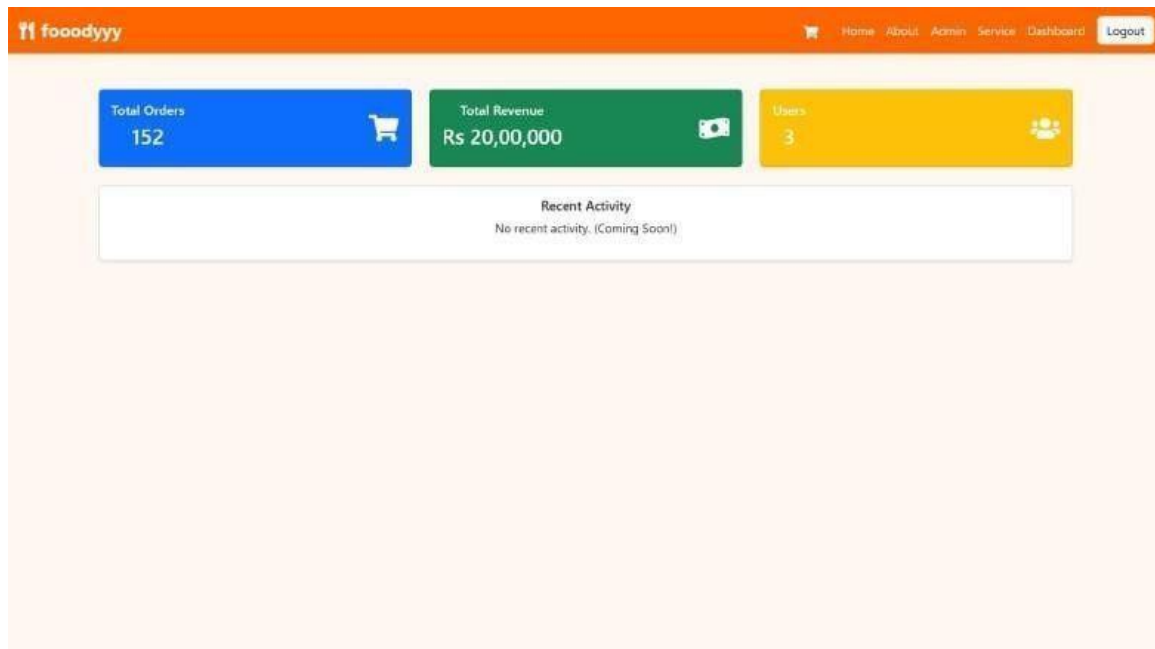 fooodyyy
Home About Admin Service Dashboard Logout
Total Orders
152
Total Revenue
Rs 20,00,000
Users
3
Recent Activity
No recent activity. (Coming Soon!)